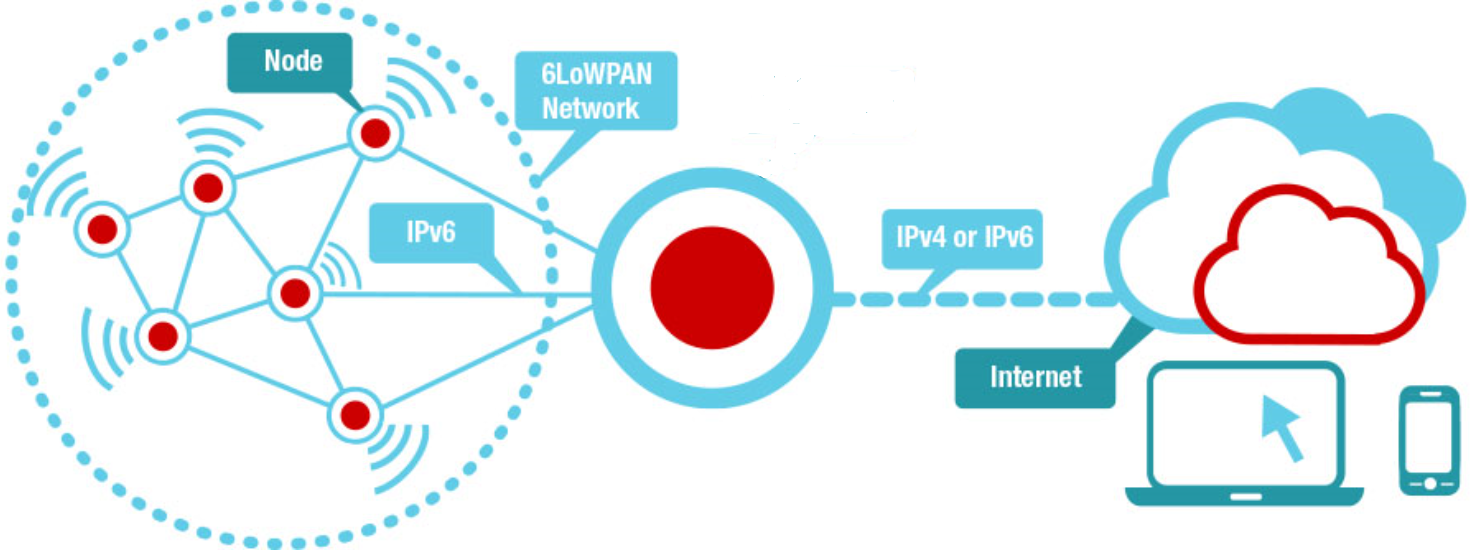 Node
6LoWPAN
Network
IPv6
IPv4 or IPv6
Internet